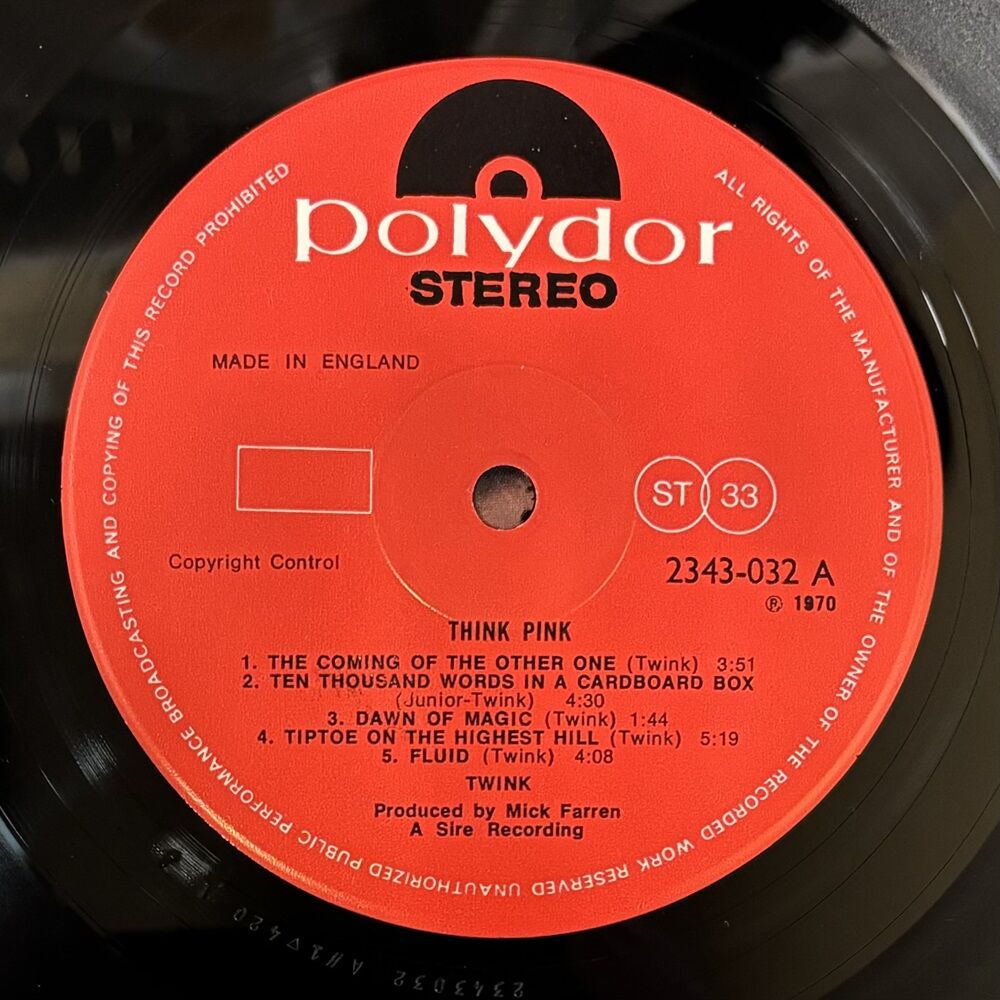 polydor
STEREO
MADE IN ENGLAND
ST 33
Copyright Control
2343-032 A
℗ 1970
THINK PINK
1. THE COMING OF THE OTHER ONE (Twink) 3:51
2. TEN THOUSAND WORDS IN A CARDBOARD BOX
(Junior-Twink) 4:30
3. DAWN OF MAGIC (Twink) 1:44
4. TIPTOE ON THE HIGHEST HILL (Twink) 5:19
5. FLUID (Twink) 4:08
TWINK
Produced by Mick Farren
A Sire Recording
ALL RIGHTS OF THE MANUFACTURER AND OF THE OWNER OF THE RECORDED WORK RESERVED UNAUTHORIZED PUBLIC PERFORMANCE BROADCASTING AND COPYING OF THIS RECORD PROHIBITED
2343032 A//1 ▽ 420